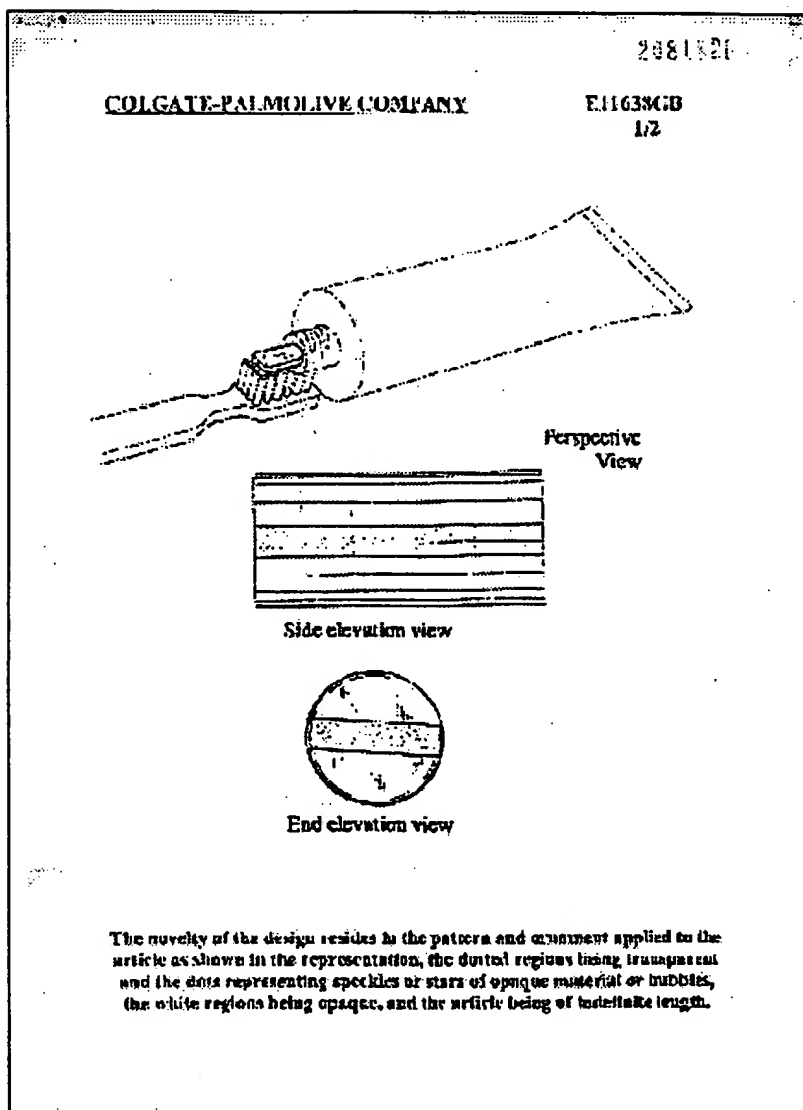 COLGATE-PALMOLIVE COMPANY
E11638GB
1/2
Perspective
View
Side elevation view
End elevation view
The novelty of the design resides in the pattern and ornament applied to the
article as shown in the representation, the dotted regions being transparent
and the dots representing speckles or stars of opaque material or bubbles,
the white regions being opaque, and the article being of indefinite length.